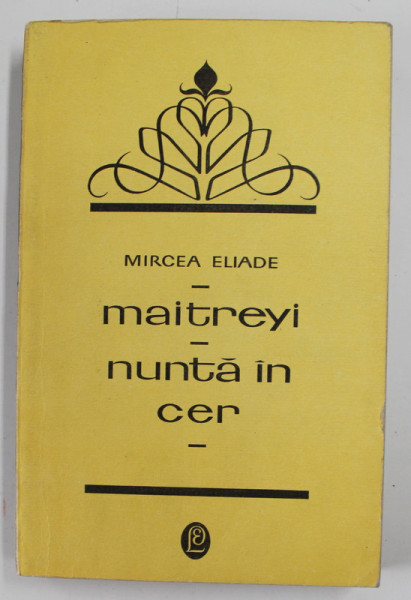 MIRCEA ELIADE
maitreyi
nuntă în
cer